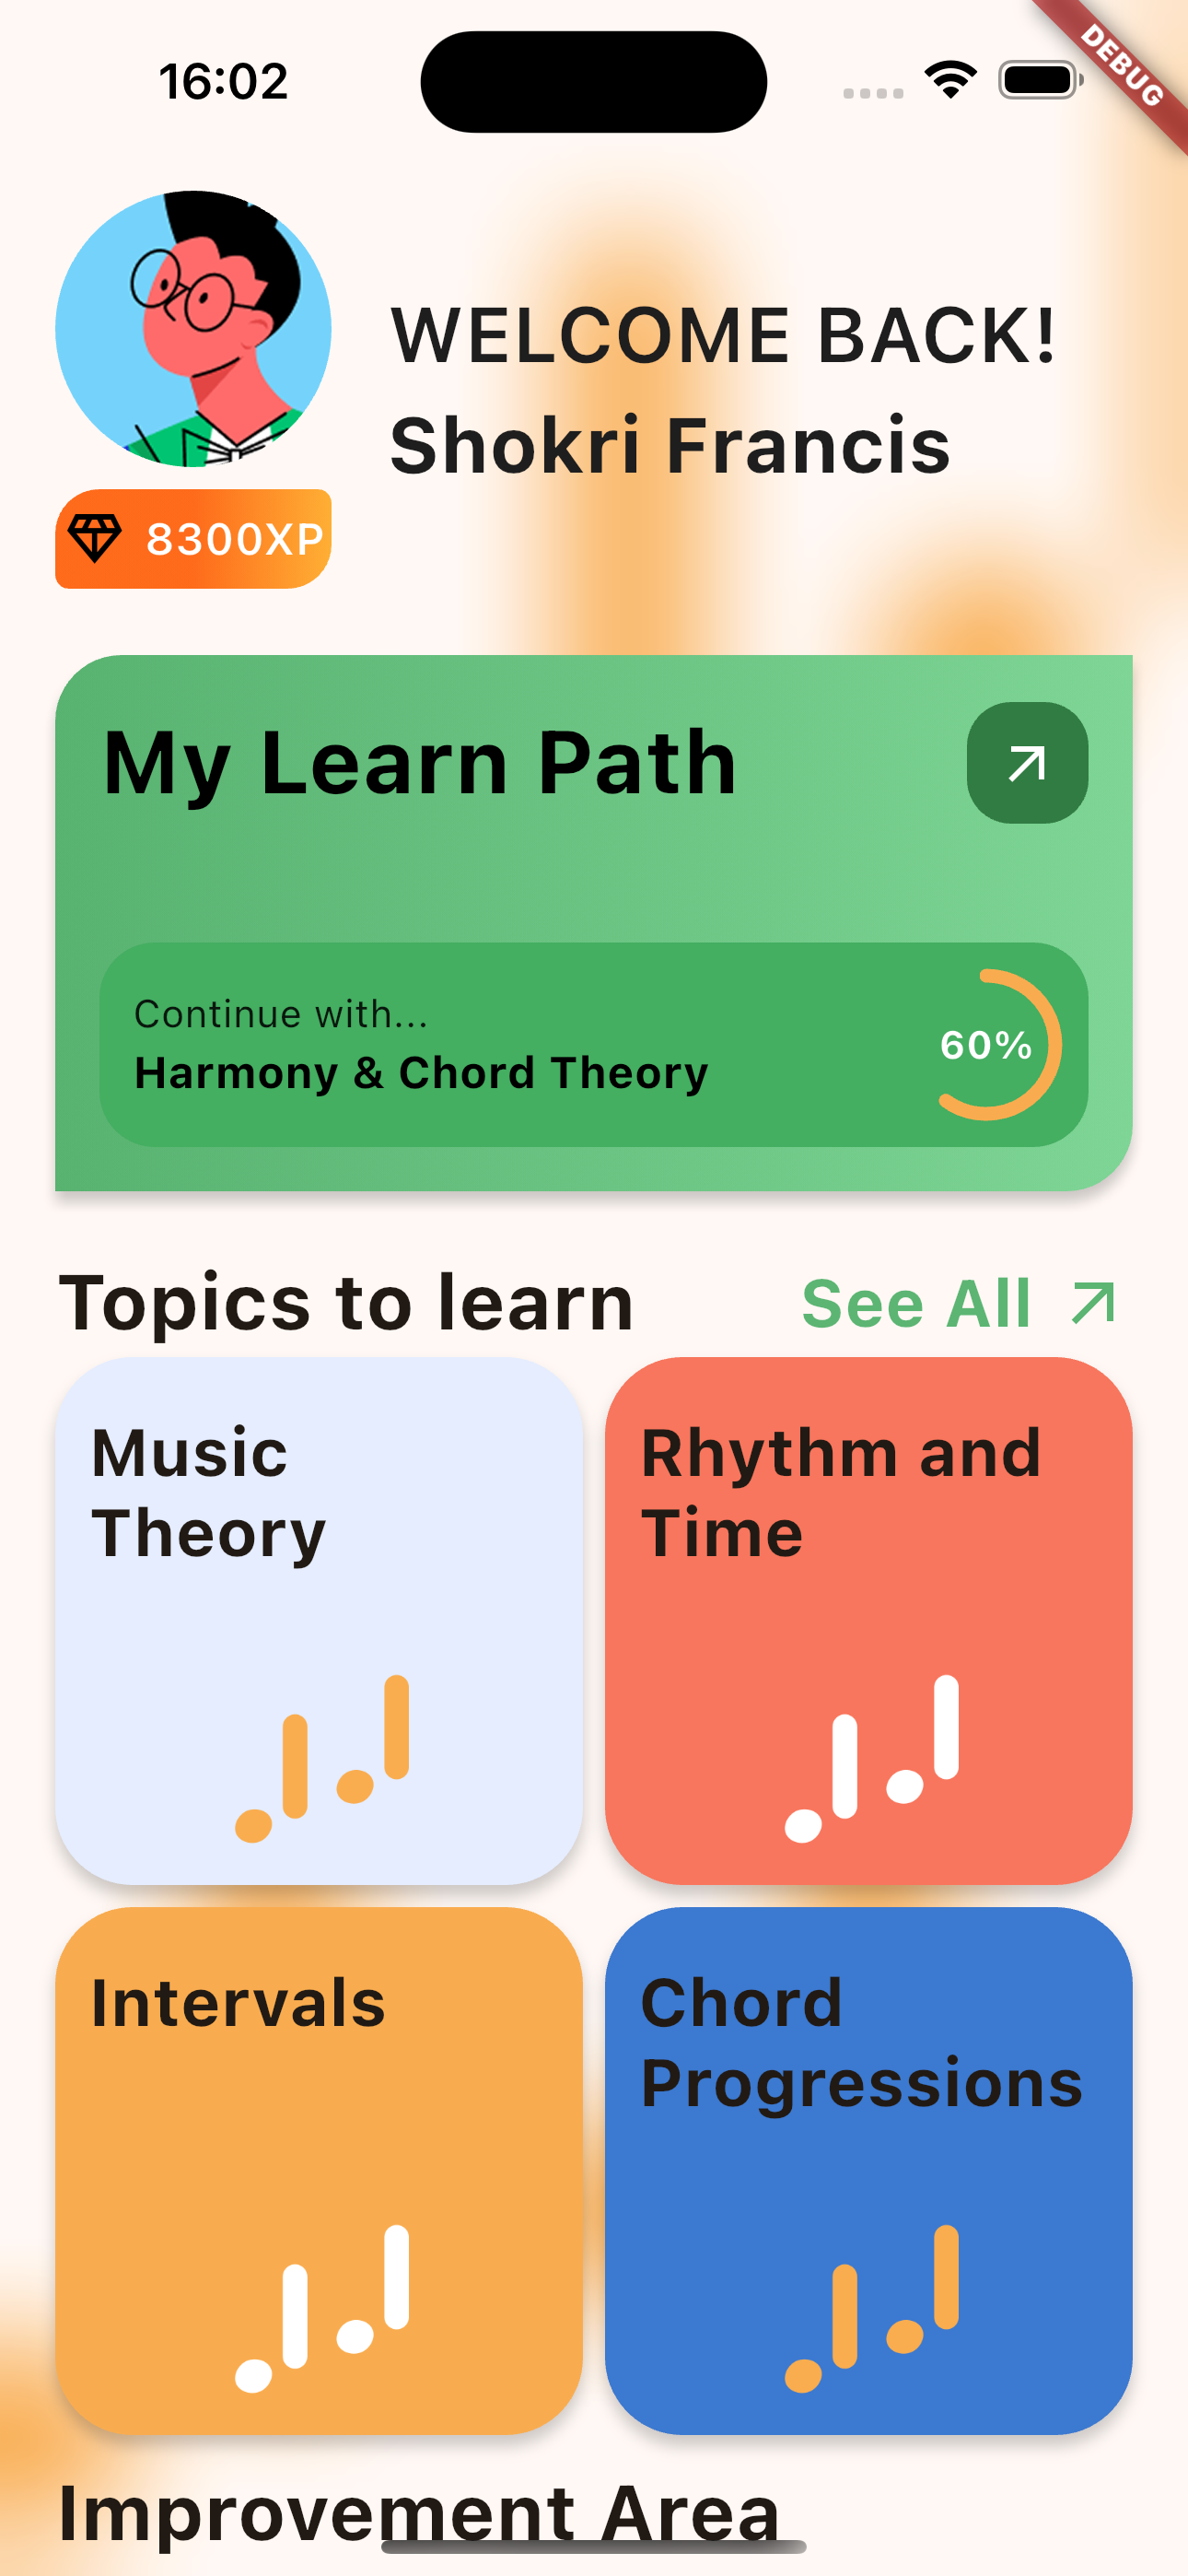 16:02
DEBUG
WELCOME BACK!
Shokri Francis
8300XP
My Learn Path
Continue with...
Harmony & Chord Theory
60%
Topics to learn
See All
Music
Theory
Rhythm and
Time
Intervals
Chord
Progressions
Improvement Area